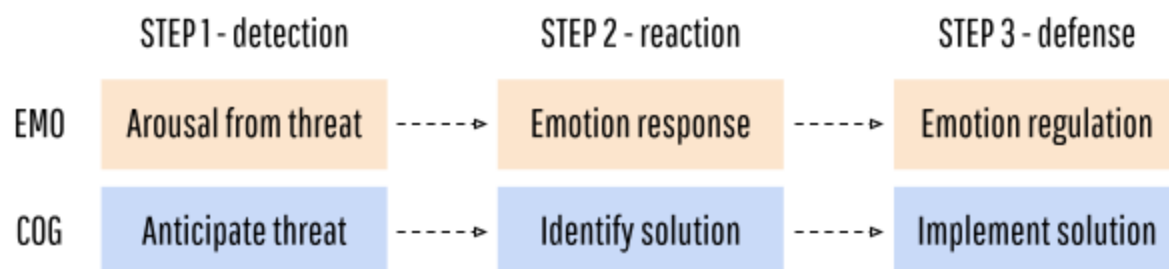 STEP 1 - detection STEP 2 - reaction STEP 3 - defense
EMO Arousal from threat Emotion response Emotion regulation
COG Anticipate threat Identify solution Implement solution